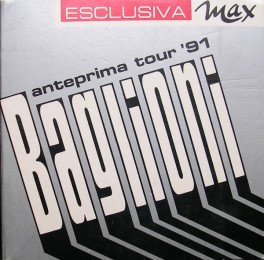 ESCLUSIVA max
anteprima tour '91
Baglioni